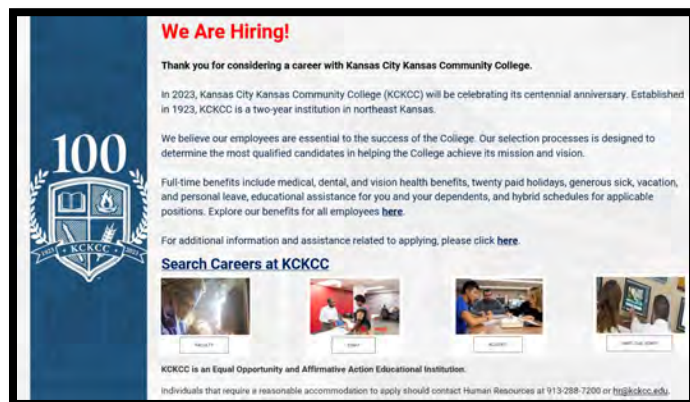 We Are Hiring!
Thank you for considering a career with Kansas City Kansas Community College.
In 2023, Kansas City Kansas Community College (KCKCC) will be celebrating its centennial anniversary. Established
in 1923, KCKCC is a two-year institution in northeast Kansas.
We believe our employees are essential to the success of the College. Our selection processes is designed to
determine the most qualified candidates in helping the College achieve its mission and vision.
Full-time benefits include medical, dental, and vision health benefits, twenty paid holidays, generous sick, vacation,
and personal leave, educational assistance for you and your dependents, and hybrid schedules for applicable
positions. Explore our benefits for all employees here.
For additional information and assistance related to applying, please click here.
100
1923 • KCKCC • 2023
Search Careers at KCKCC
FACULTY
STAFF
KCKCC is an Equal Opportunity and Affirmative Action Educational Institution.
Individuals that require a reasonable accommodation to apply should contact Human Resources at 913-288-7200 or hr@kckcc.edu.